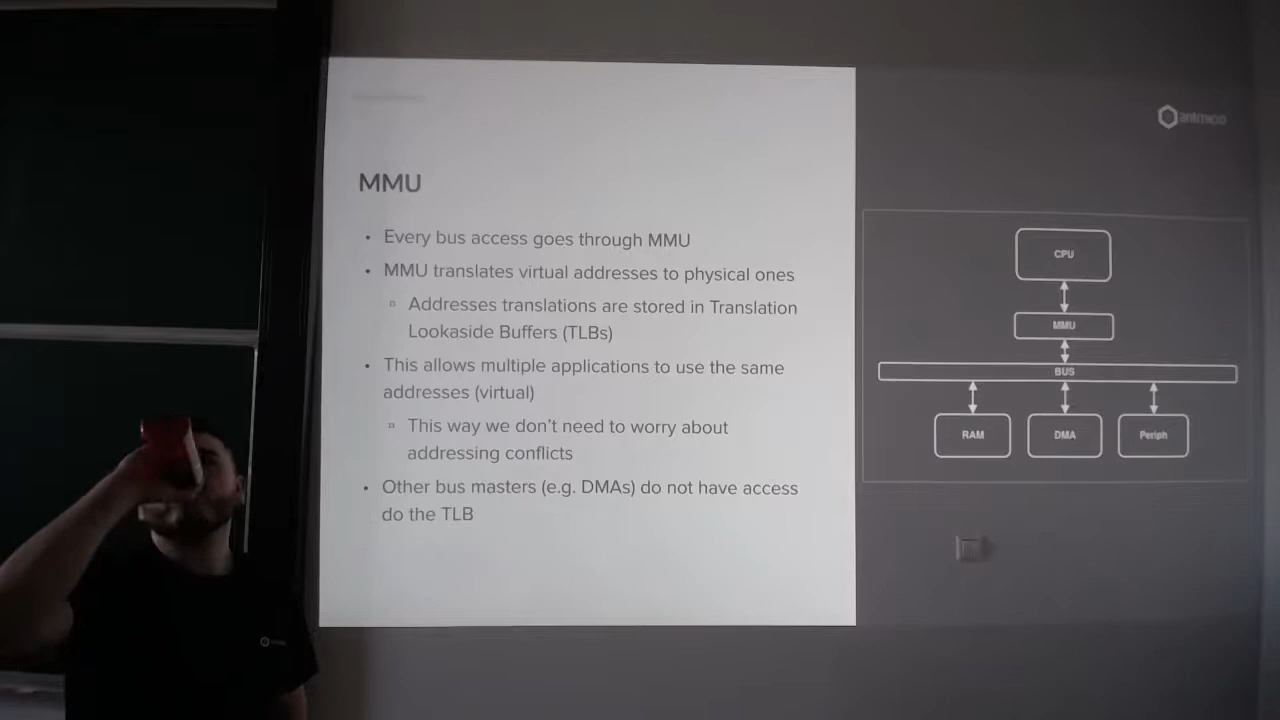 MMU
• Every bus access goes through MMU
• MMU translates virtual addresses to physical ones
▫ Addresses translations are stored in Translation
Lookaside Buffers (TLBs)
• This allows multiple applications to use the same
addresses (virtual)
▫ This way we don't need to worry about
addressing conflicts
• Other bus masters (e.g. DMAs) do not have access
do the TLB
antmicro
CPU
MMU
BUS
RAM
DMA
Periph